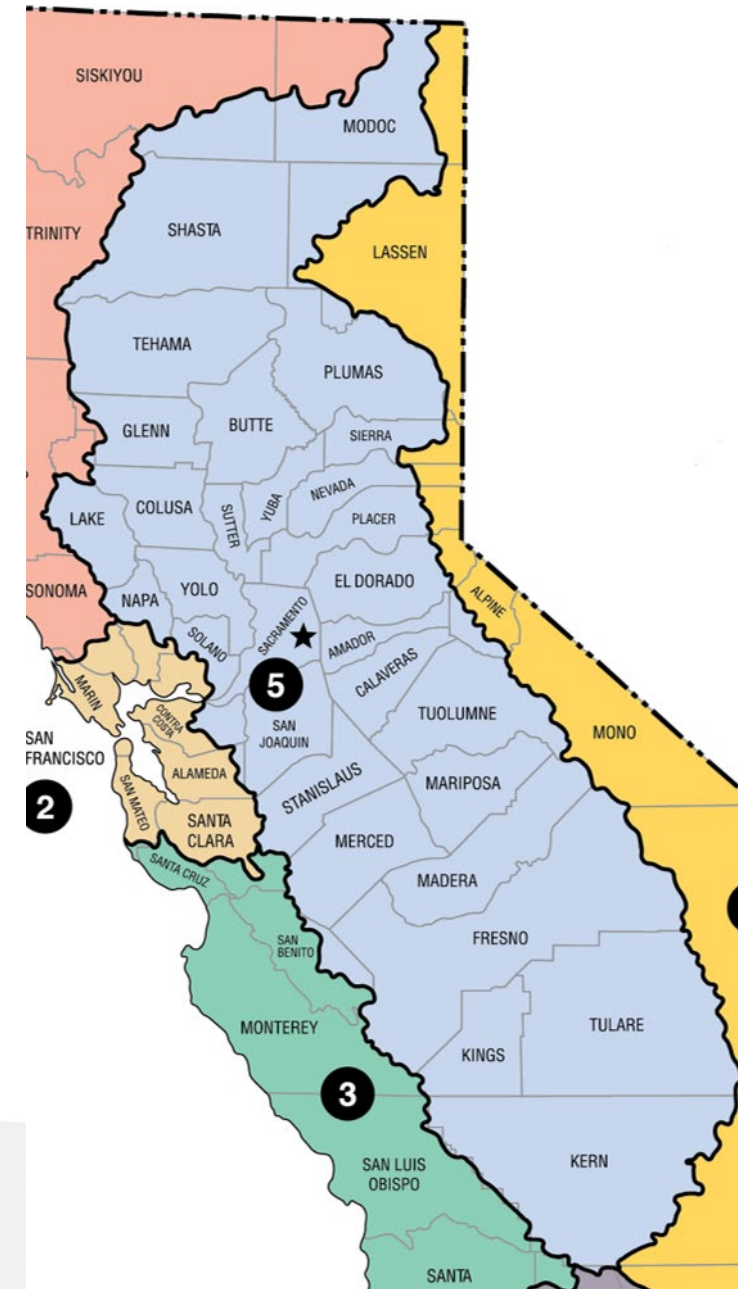 SISKIYOU
MODOC
TRINITY
SHASTA
LASSEN
TEHAMA
PLUMAS
GLENN
BUTTE
SIERRA
LAKE
COLUSA
SUTTER
YUBA
NEVADA
PLACER
SONOMA
NAPA
YOLO
EL DORADO
ALPINE
SOLANO
SACRAMENTO
AMADOR
5
CALAVERAS
MARIN
CONTRA
COSTA
SAN
JOAQUIN
TUOLUMNE
MONO
SAN
FRANCISCO
2
ALAMEDA
STANISLAUS
MARIPOSA
SAN MATEO
SANTA
CLARA
MERCED
SANTA CRUZ
MADERA
SAN
BENITO
FRESNO
MONTEREY
TULARE
KINGS
3
SAN LUIS
OBISPO
KERN
SANTA